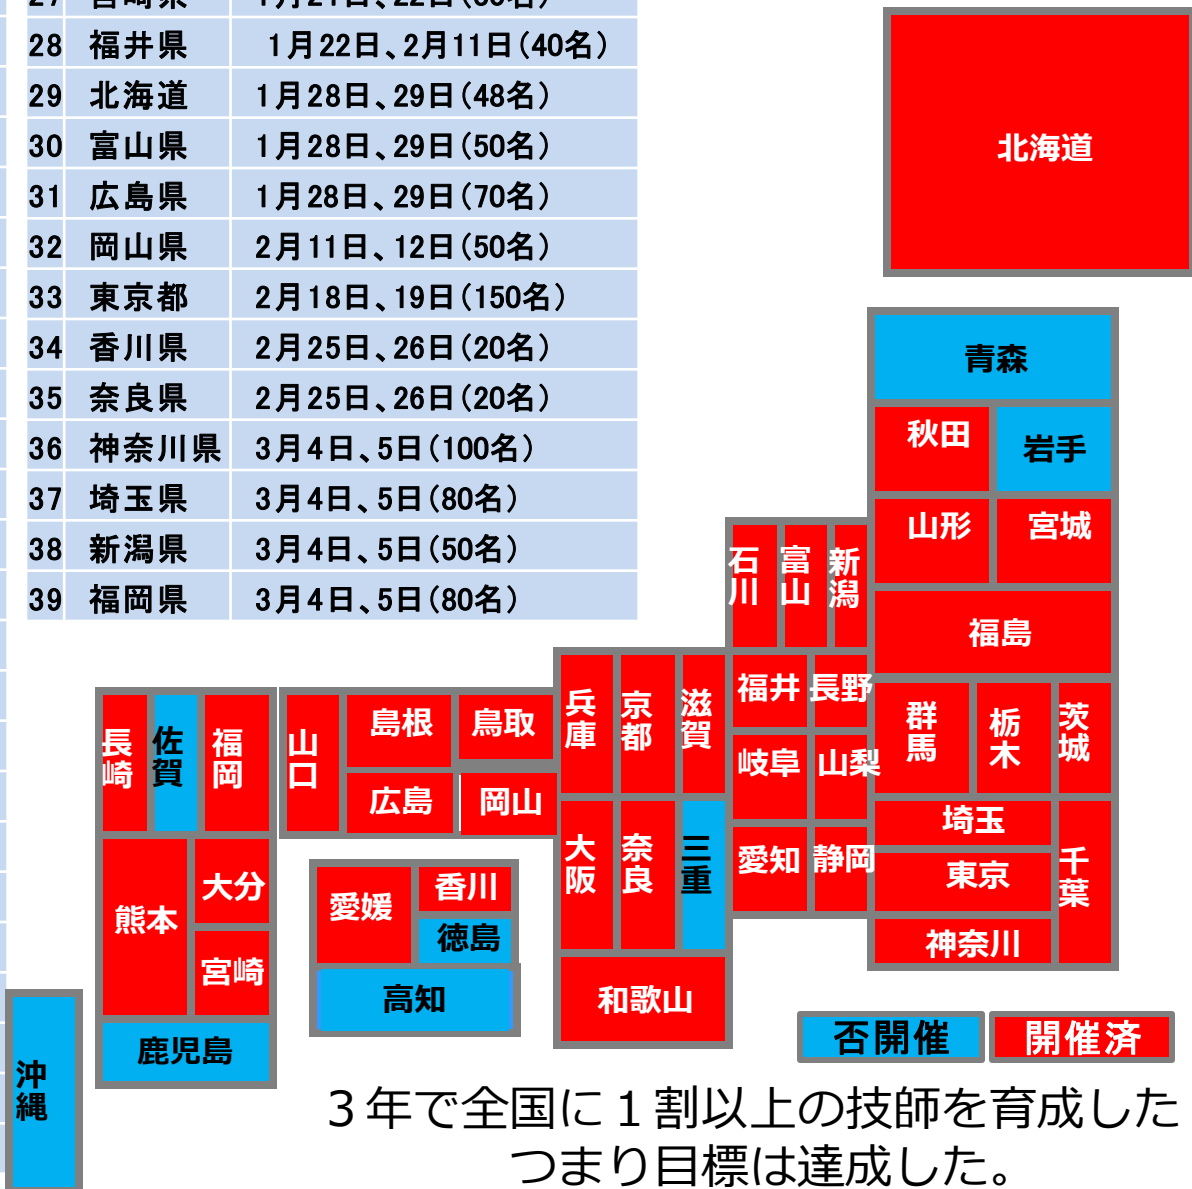 28 福井県 1月22日、2月11日(40名)
29 北海道 1月28日、29日(48名)
30 富山県 1月28日、29日(50名)
31 広島県 1月28日、29日(70名)
32 岡山県 2月11日、12日(50名)
33 東京都 2月18日、19日(150名)
34 香川県 2月25日、26日(20名)
35 奈良県 2月25日、26日(20名)
36 神奈川県 3月4日、5日(100名)
37 埼玉県 3月4日、5日(80名)
38 新潟県 3月4日、5日(50名)
39 福岡県 3月4日、5日(80名)
北海道
青森
秋田
岩手
山形
宮城
石川
富山
新潟
福島
福井
長野
群馬
栃木
茨城
兵庫
京都
滋賀
岐阜
山梨
長崎
佐賀
福岡
山口
島根
鳥取
広島
岡山
埼玉
千葉
東京
神奈川
大阪
奈良
三重
愛知
静岡
熊本
大分
宮崎
愛媛
香川
徳島
高知
和歌山
鹿児島
沖縄
否開催
開催済
3年で全国に1割以上の技師を育成した
つまり目標は達成した。